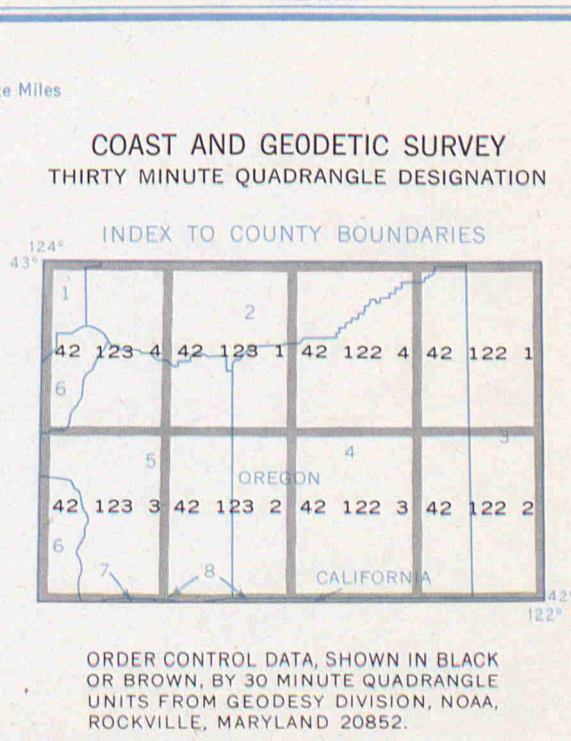 Miles
COAST AND GEODETIC SURVEY
THIRTY MINUTE QUADRANGLE DESIGNATION
INDEX TO COUNTY BOUNDARIES
124°
43°
1
2
42 123 4 42 123 1 42 122 4 42 122 1
6
3
5 4
OREGON
42 123 3 42 123 2 42 122 3 42 122 2
6
7 8 CALIFORNIA
42°
122°
ORDER CONTROL DATA, SHOWN IN BLACK
OR BROWN, BY 30 MINUTE QUADRANGLE
UNITS FROM GEODESY DIVISION, NOAA,
ROCKVILLE, MARYLAND 20852.